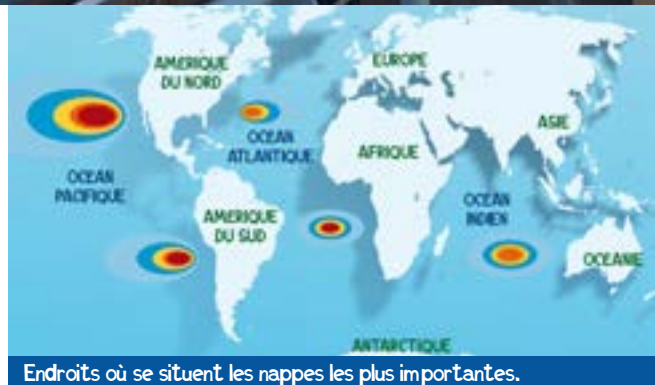 AMERIQUE
DU NORD
EUROPE
ASIE
OCEAN
ATLANTIQUE
AFRIQUE
OCEAN
PACIFIQUE
OCEAN
INDIEN
AMERIQUE
DU SUD
OCEANIE
ANTARCTIQUE
Endroits où se situent les nappes les plus importantes.